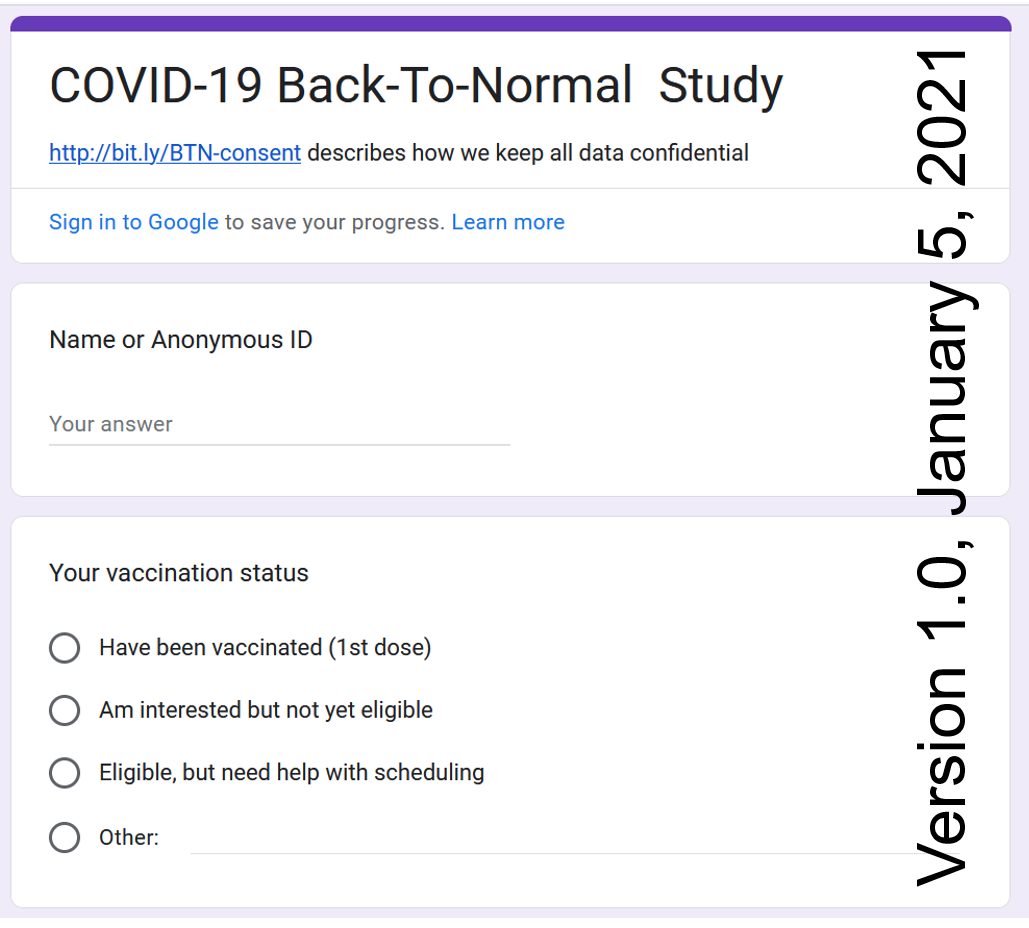 COVID-19 Back-To-Normal  Study
http://bit.ly/BTN-consent describes how we keep all data confidential
Sign in to Google to save your progress. Learn more
Name or Anonymous ID
Your answer
Your vaccination status
Have been vaccinated (1st dose)
Am interested but not yet eligible
Eligible, but need help with scheduling
Other:
Version 1.0, January 5, 2021